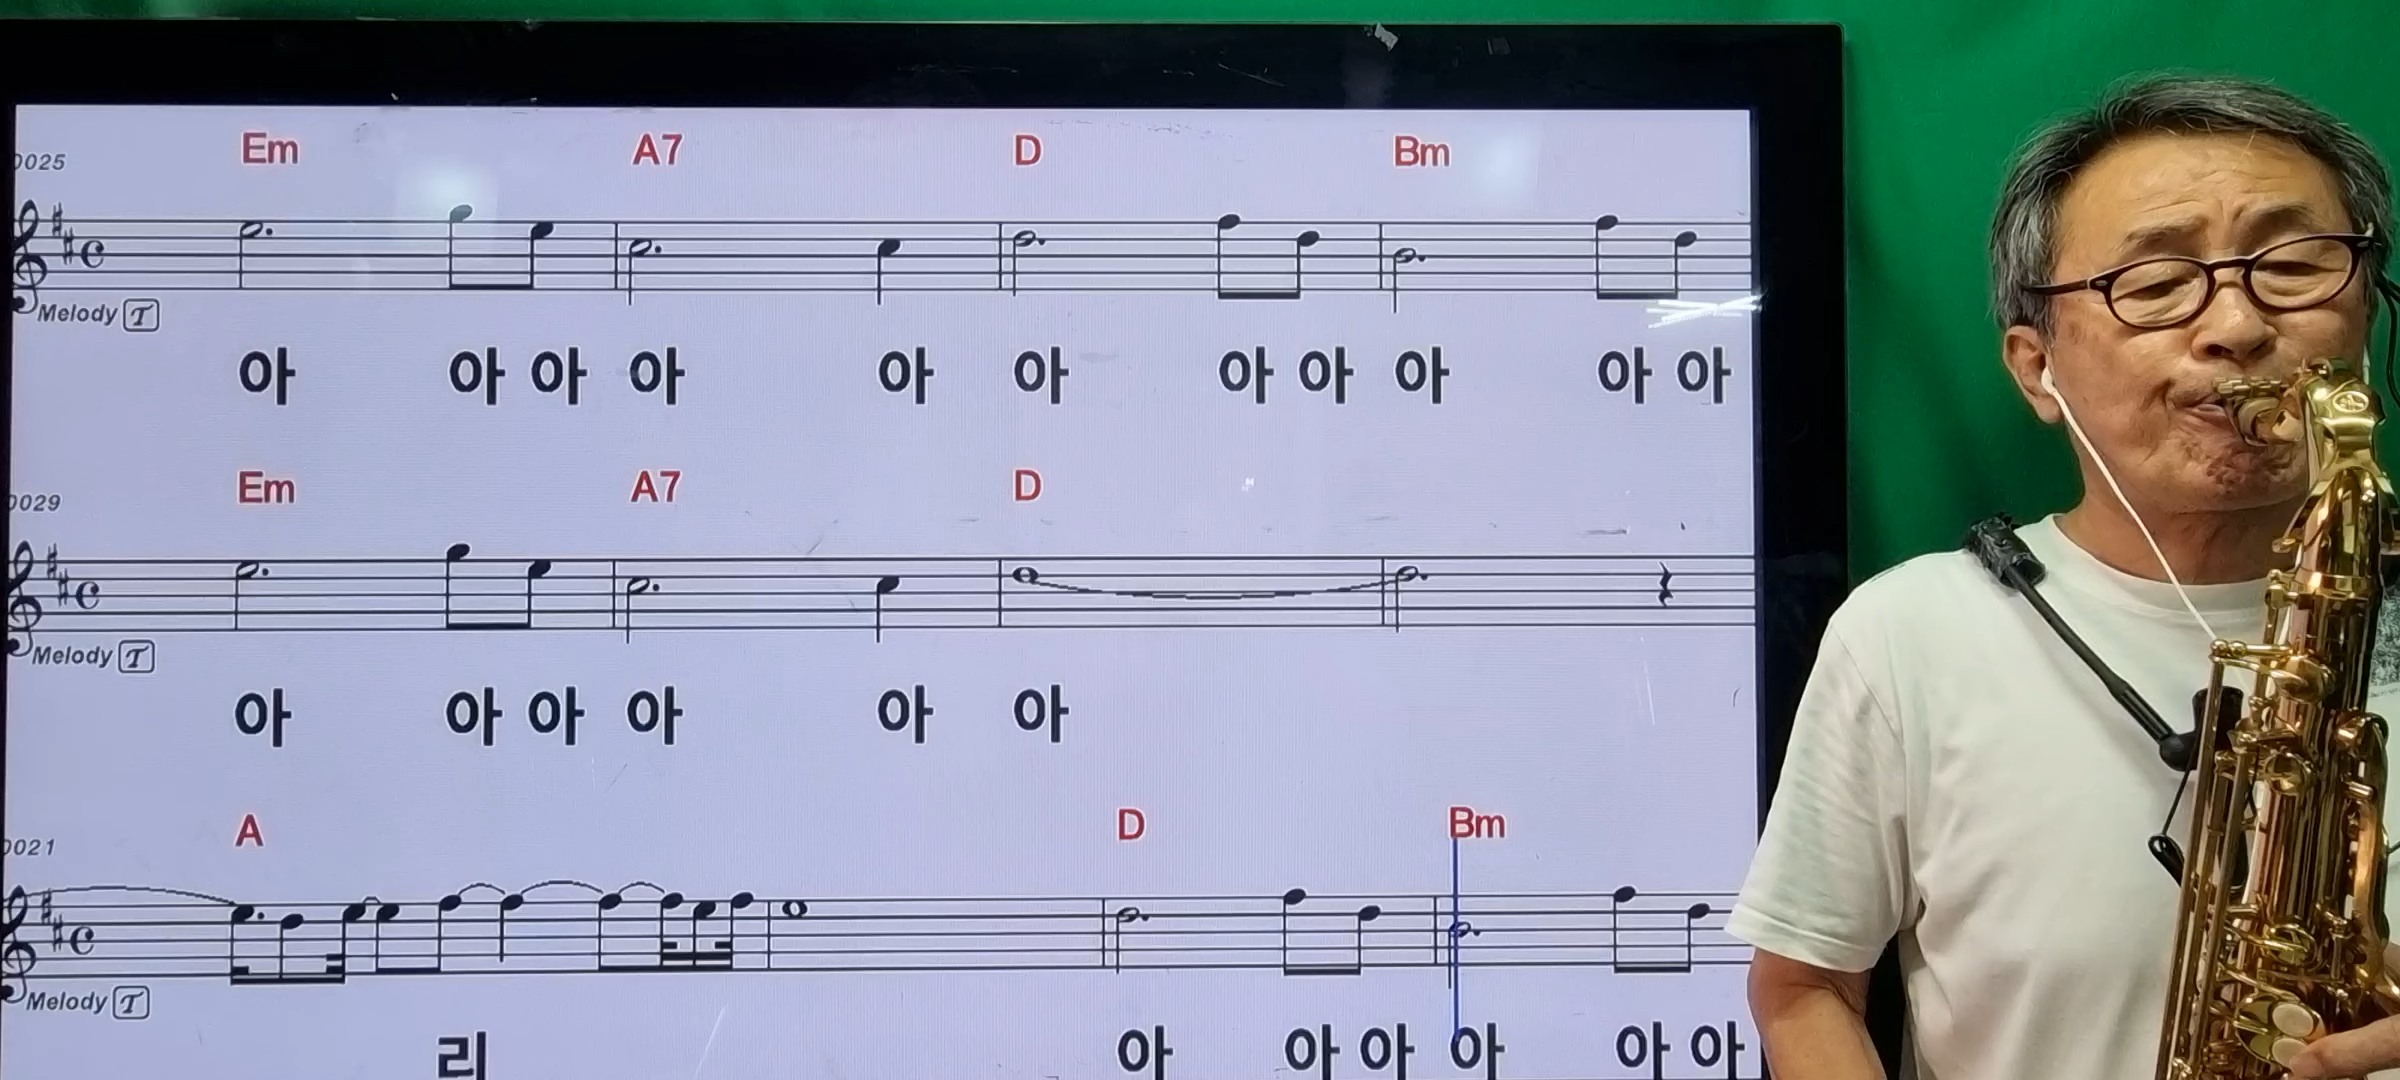 Em A7 D Bm
0025
Melody T
아 아 아 아 아 아 아 아 아 아 아
Em A7 D
0029
Melody T
아 아 아 아 아 아
A D Bm
0021
Melody T
리 아 아 아 아 아 아